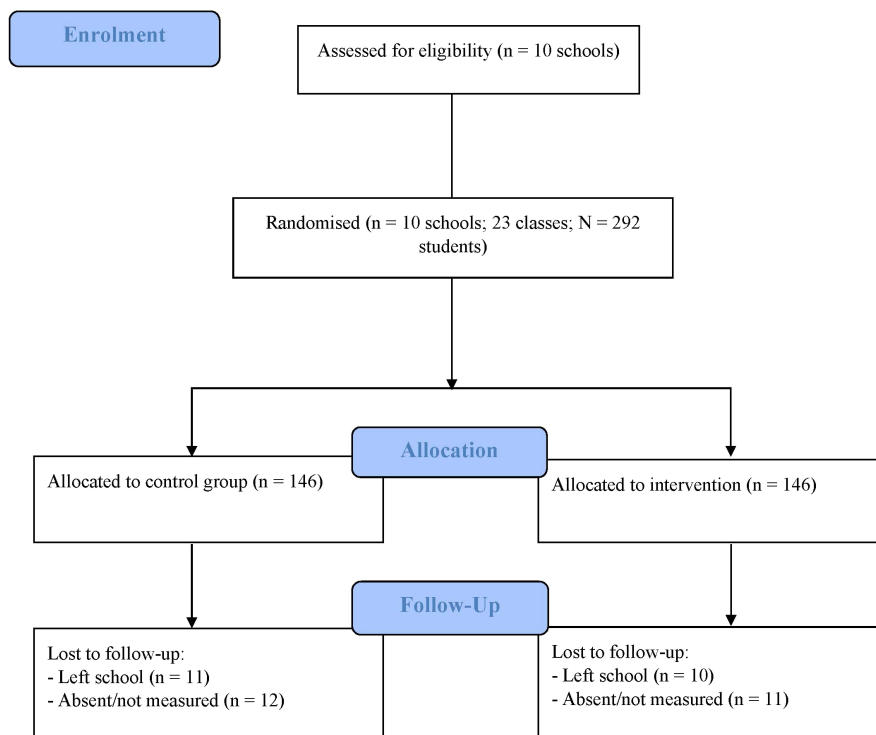 Enrolment
Assessed for eligibility (n = 10 schools)
Randomised (n = 10 schools; 23 classes; N = 292
students)
Allocation
Allocated to control group (n = 146)
Allocated to intervention (n = 146)
Follow-Up
Lost to follow-up:
- Left school (n = 11)
- Absent/not measured (n = 12)
Lost to follow-up:
- Left school (n = 10)
- Absent/not measured (n = 11)